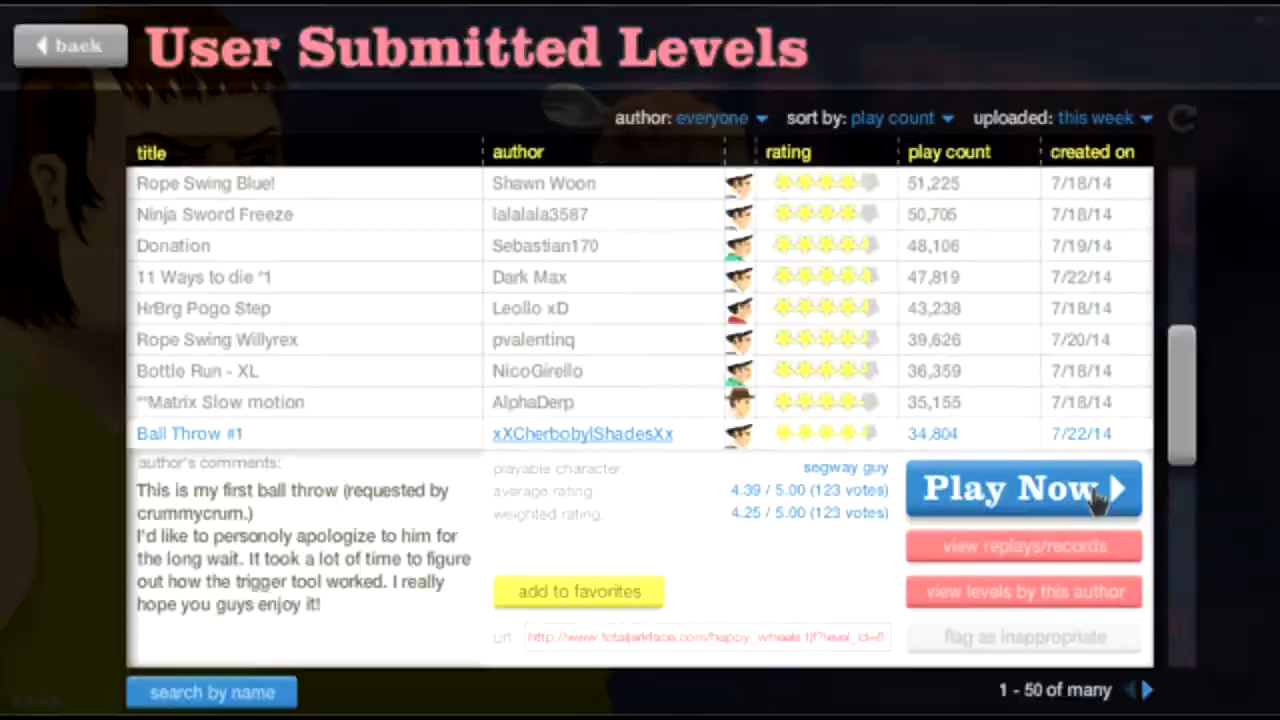 back
User Submitted Levels
author: everyone sort by: play count uploaded: this week
title author rating play count created on
Rope Swing Blue! Shawn Woon 51,225 7/18/14
Ninja Sword Freeze lalalala3587 50,706 7/18/14
Donation Sebastian170 48,106 7/19/14
11 Ways to die ^1 Dark Max 47,819 7/22/14
HrBrg Pogo Step Leollo xD 43,238 7/18/14
Rope Swing Willyrex pvalentinq 39,626 7/20/14
Bottle Run - XL NicoGirello 36,359 7/18/14
Matrix Slow motion AlphaDerp 35,155 7/18/14
Ball Throw #1 xXCherbobylShadesXx 34,804 7/22/14
author's comments:
This is my first ball throw (requested by
crummycrum.)
I'd like to personoly apologize to him for
the long wait. It took a lot of time to figure
out how the trigger tool worked. I really
hope you guys enjoy it!
playable character segway guy
average rating: 4.39 / 5.00 (123 votes)
weighted rating: 4.25 / 5.00 (123 votes)
add to favorites
url:
Play Now
view replays/records
view levels by this author
flag as inappropriate
search by name
1 - 50 of many